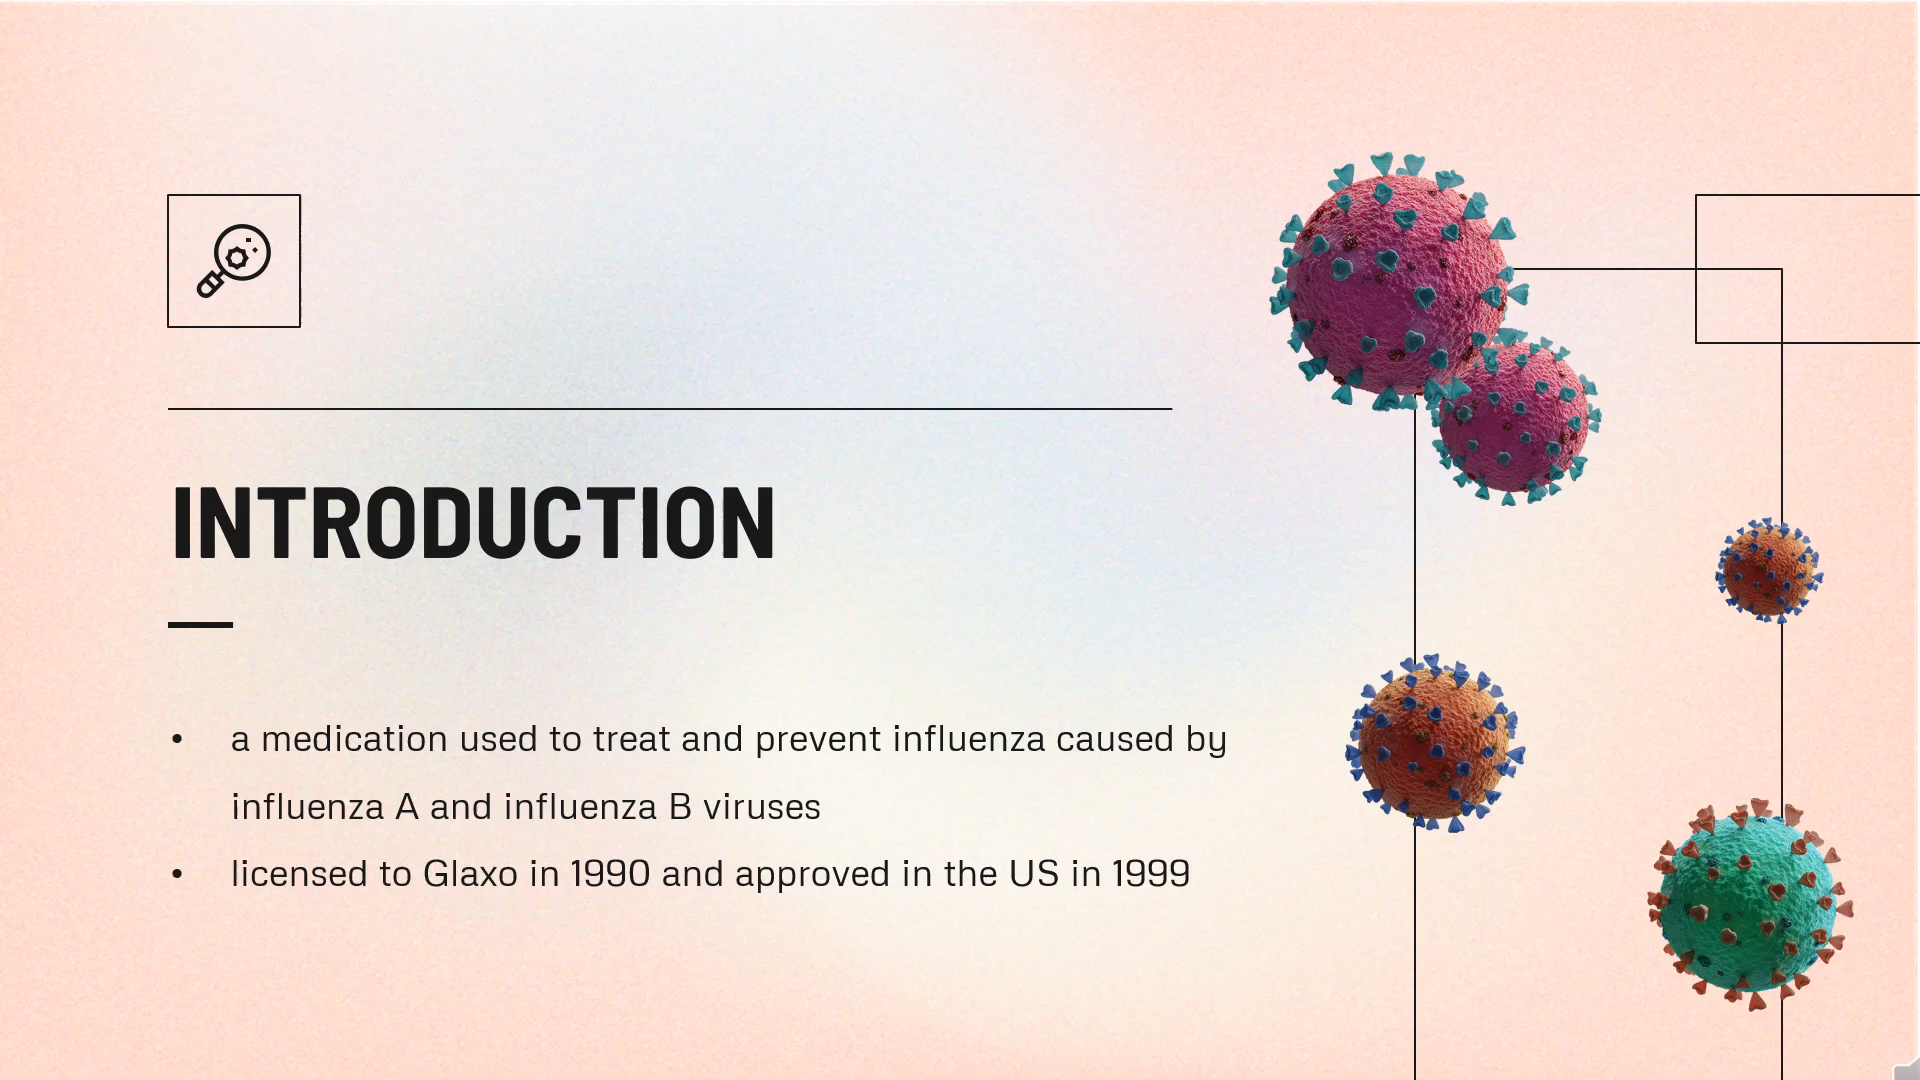 INTRODUCTION
• a medication used to treat and prevent influenza caused by
influenza A and influenza B viruses
• licensed to Glaxo in 1990 and approved in the US in 1999